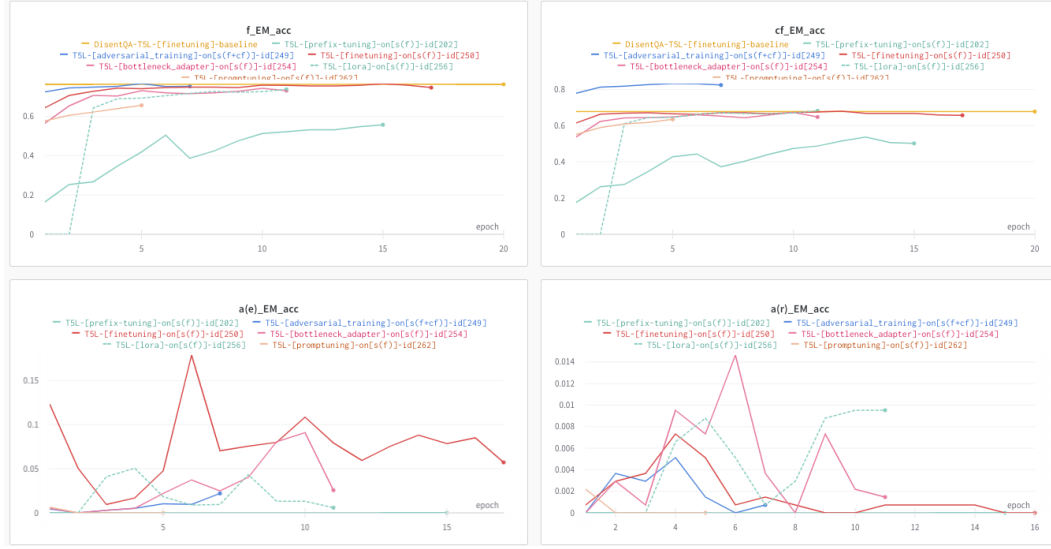 f_EM_acc
DisentQA-T5L-[finetuning]-baseline T5L-[prefix-tuning]-on[s(f)]-id[202]
T5L-[adversarial_training]-on[s(f+cf)]-id[249] T5L-[finetuning]-on[s(f)]-id[250]
T5L-[bottleneck_adapter]-on[s(f)]-id[254] T5L-[lora]-on[s(f)]-id[256]
T5L-[promptuning]-on[s(f)]-id[262]
0.6
0.4
0.2
0
epoch
5 10 15 20
cf_EM_acc
DisentQA-T5L-[finetuning]-baseline T5L-[prefix-tuning]-on[s(f)]-id[202]
T5L-[adversarial_training]-on[s(f+cf)]-id[249] T5L-[finetuning]-on[s(f)]-id[250]
T5L-[bottleneck_adapter]-on[s(f)]-id[254] T5L-[lora]-on[s(f)]-id[256]
T5L-[promptuning]-on[s(f)]-id[262]
0.8
0.6
0.4
0.2
0
epoch
5 10 15 20
a(e)_EM_acc
T5L-[prefix-tuning]-on[s(f)]-id[202] T5L-[adversarial_training]-on[s(f+cf)]-id[249]
T5L-[finetuning]-on[s(f)]-id[250] T5L-[bottleneck_adapter]-on[s(f)]-id[254]
T5L-[lora]-on[s(f)]-id[256] T5L-[promptuning]-on[s(f)]-id[262]
0.15
0.1
0.05
0
epoch
5 10 15
a(r)_EM_acc
T5L-[prefix-tuning]-on[s(f)]-id[202] T5L-[adversarial_training]-on[s(f+cf)]-id[249]
T5L-[finetuning]-on[s(f)]-id[250] T5L-[bottleneck_adapter]-on[s(f)]-id[254]
T5L-[lora]-on[s(f)]-id[256] T5L-[promptuning]-on[s(f)]-id[262]
0.014
0.012
0.01
0.008
0.006
0.004
0.002
0
epoch
2 4 6 8 10 12 14 16